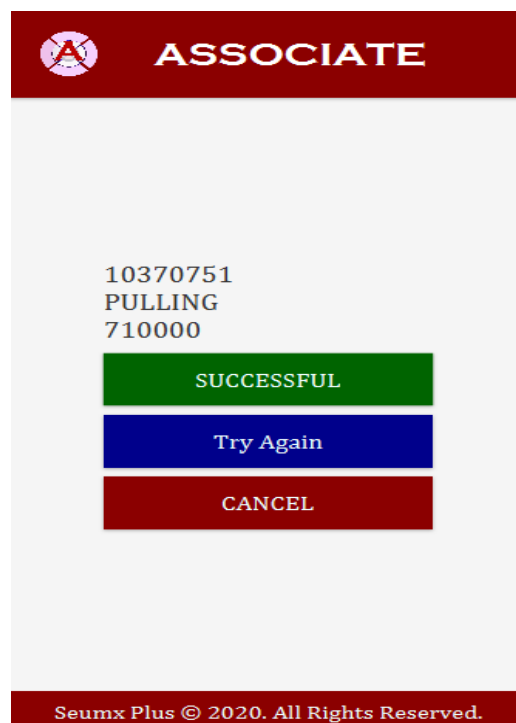 A
ASSOCIATE
10370751
PULLING
710000
SUCCESSFUL
Try Again
CANCEL
Seumx Plus © 2020. All Rights Reserved.